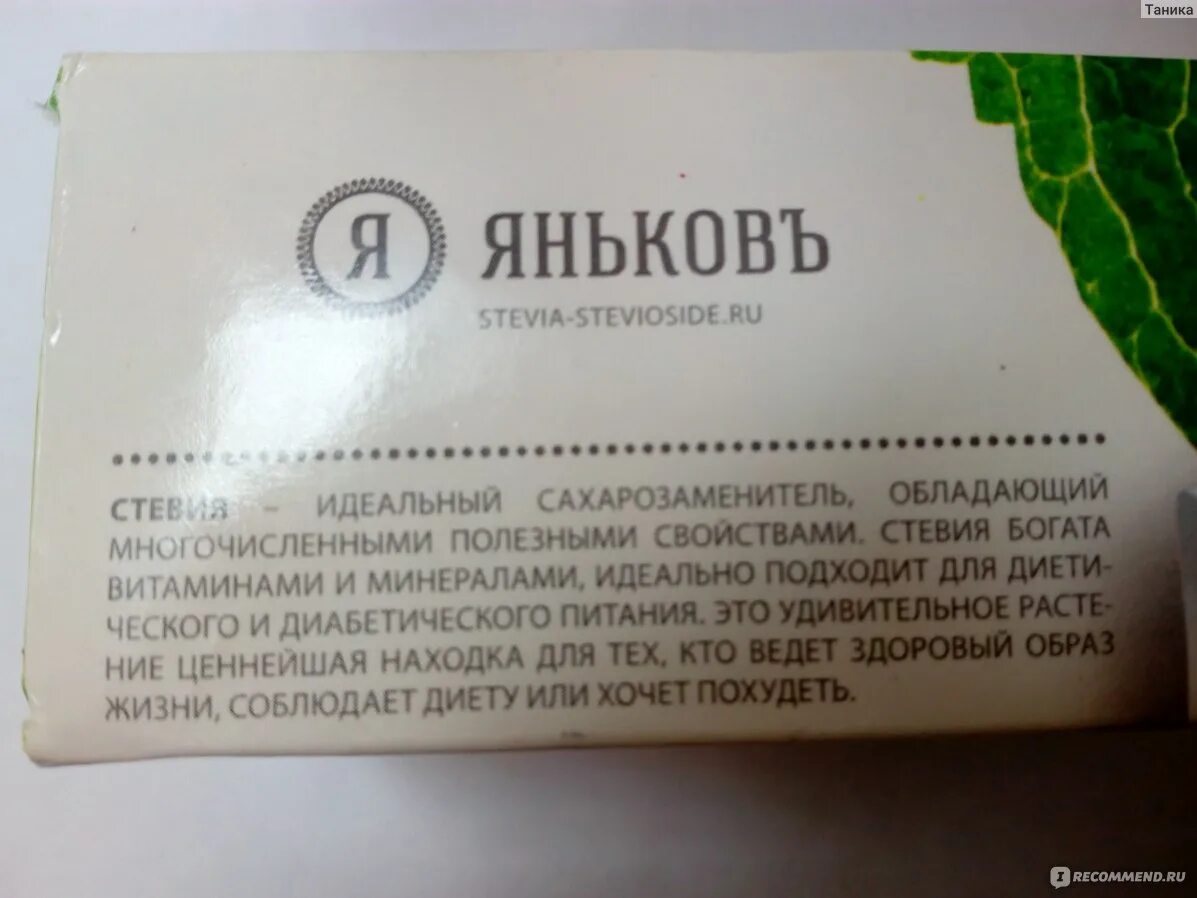 Таника
Я
ЯНЬКОВЪ
STEVIA-STEVIOSIDE.RU
СТЕВИЯ – ИДЕАЛЬНЫЙ САХАРОЗАМЕНИТЕЛЬ, ОБЛАДАЮЩИЙ
МНОГОЧИСЛЕННЫМИ ПОЛЕЗНЫМИ СВОЙСТВАМИ. СТЕВИЯ БОГАТА
ВИТАМИНАМИ И МИНЕРАЛАМИ, ИДЕАЛЬНО ПОДХОДИТ ДЛЯ ДИЕТИ-
ЧЕСКОГО И ДИАБЕТИЧЕСКОГО ПИТАНИЯ. ЭТО УДИВИТЕЛЬНОЕ РАСТЕ-
НИЕ ЦЕННЕЙШАЯ НАХОДКА ДЛЯ ТЕХ, КТО ВЕДЕТ ЗДОРОВЫЙ ОБРАЗ
ЖИЗНИ, СОБЛЮДАЕТ ДИЕТУ ИЛИ ХОЧЕТ ПОХУДЕТЬ.
IRECOMMEND.RU